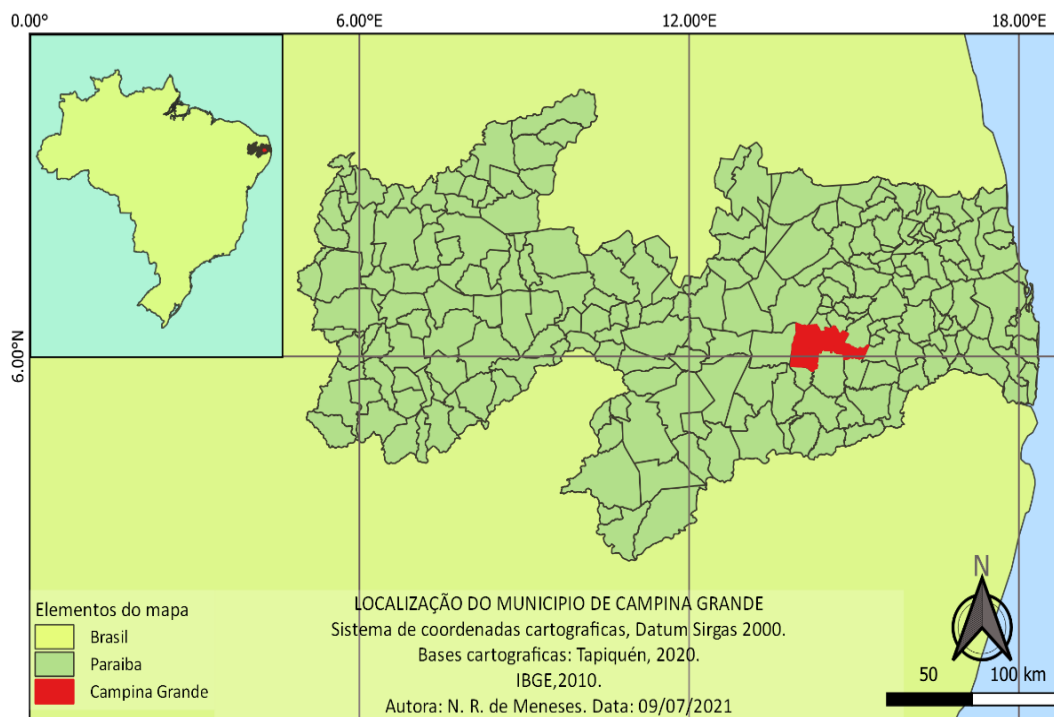 0.00°
6.00°E
12.00°E
18.00°E
6.00°N
N
Elementos do mapa
Brasil
Paraiba
Campina Grande
LOCALIZAÇÃO DO MUNICIPIO DE CAMPINA GRANDE
Sistema de coordenadas cartograficas, Datum Sirgas 2000.
Bases cartograficas: Tapiquén, 2020.
IBGE,2010.
Autora: N. R. de Meneses. Data: 09/07/2021
50 100 km